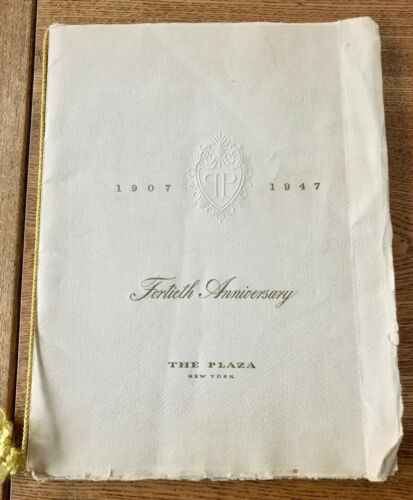 1907 1947
Fortieth Anniversary
THE PLAZA
NEW YORK